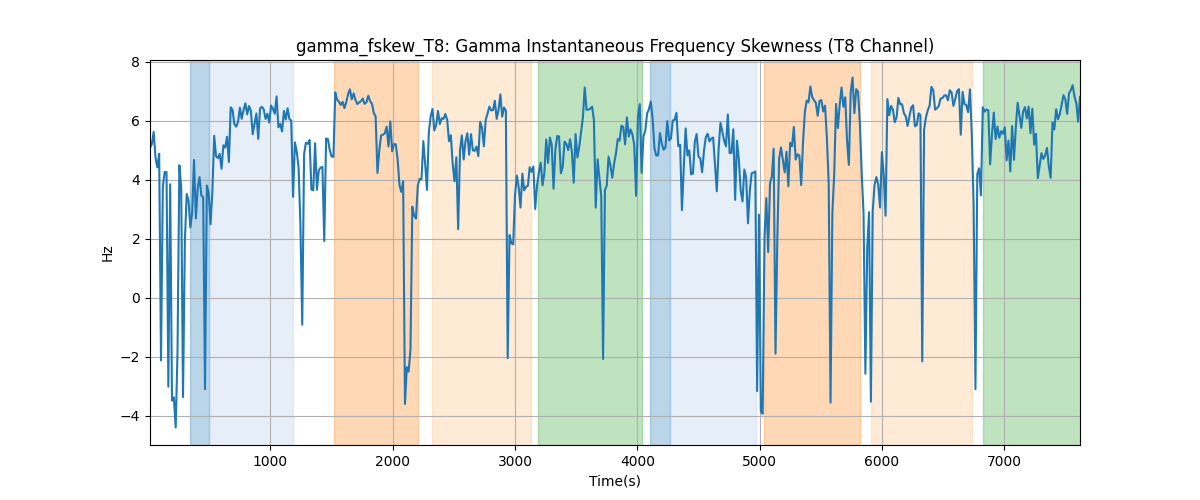 gamma_fskew_T8: Gamma Instantaneous Frequency Skewness (T8 Channel)
8
6
4
2
0
−2
−4
Hz
1000 2000 3000 4000 5000 6000 7000
Time(s)